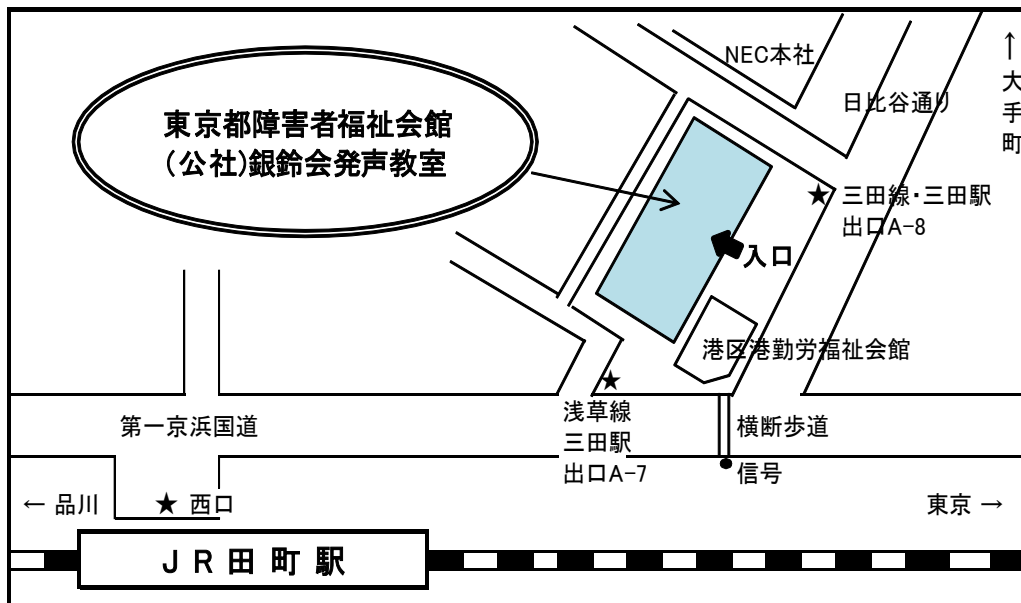 NEC本社
↑
大
手
町
日比谷通り
東京都障害者福祉会館
(公社)銀鈴会発声教室
★ 三田線・三田駅
出口A-8
入口
港区港勤労福祉会館
★
浅草線
三田駅
出口A-7
第一京浜国道
横断歩道
信号
← 品川
★ 西口
東京 →
JR田町駅